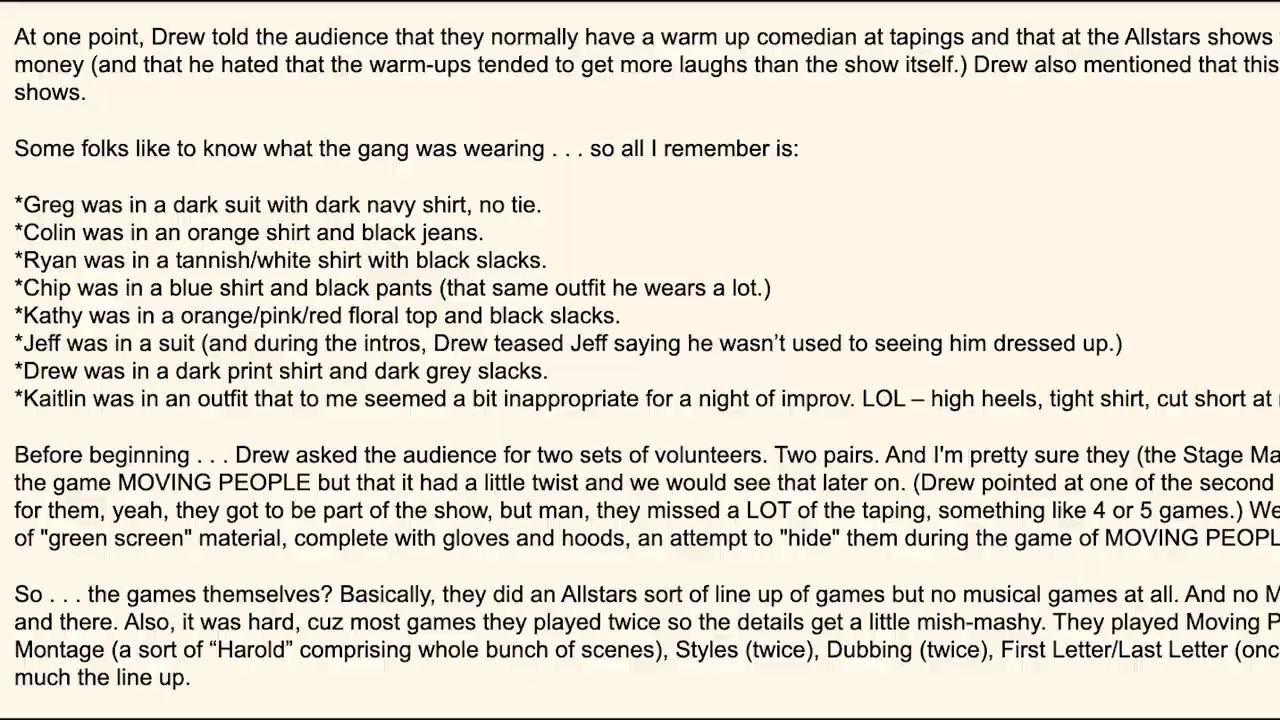 At one point, Drew told the audience that they normally have a warm up comedian at tapings and that at the Allstars shows
money (and that he hated that the warm-ups tended to get more laughs than the show itself.) Drew also mentioned that this
shows.
Some folks like to know what the gang was wearing . . . so all I remember is:
*Greg was in a dark suit with dark navy shirt, no tie.
*Colin was in an orange shirt and black jeans.
*Ryan was in a tannish/white shirt with black slacks.
*Chip was in a blue shirt and black pants (that same outfit he wears a lot.)
*Kathy was in a orange/pink/red floral top and black slacks.
*Jeff was in a suit (and during the intros, Drew teased Jeff saying he wasn’t used to seeing him dressed up.)
*Drew was in a dark print shirt and dark grey slacks.
*Kaitlin was in an outfit that to me seemed a bit inappropriate for a night of improv. LOL – high heels, tight shirt, cut short at
Before beginning . . . Drew asked the audience for two sets of volunteers. Two pairs. And I'm pretty sure they (the Stage Ma
the game MOVING PEOPLE but that it had a little twist and we would see that later on. (Drew pointed at one of the second
for them, yeah, they got to be part of the show, but man, they missed a LOT of the taping, something like 4 or 5 games.) We
of "green screen" material, complete with gloves and hoods, an attempt to "hide" them during the game of MOVING PEOPL
So . . . the games themselves? Basically, they did an Allstars sort of line up of games but no musical games at all. And no M
and there. Also, it was hard, cuz most games they played twice so the details get a little mish-mashy. They played Moving P
Montage (a sort of “Harold” comprising whole bunch of scenes), Styles (twice), Dubbing (twice), First Letter/Last Letter (onc
much the line up.